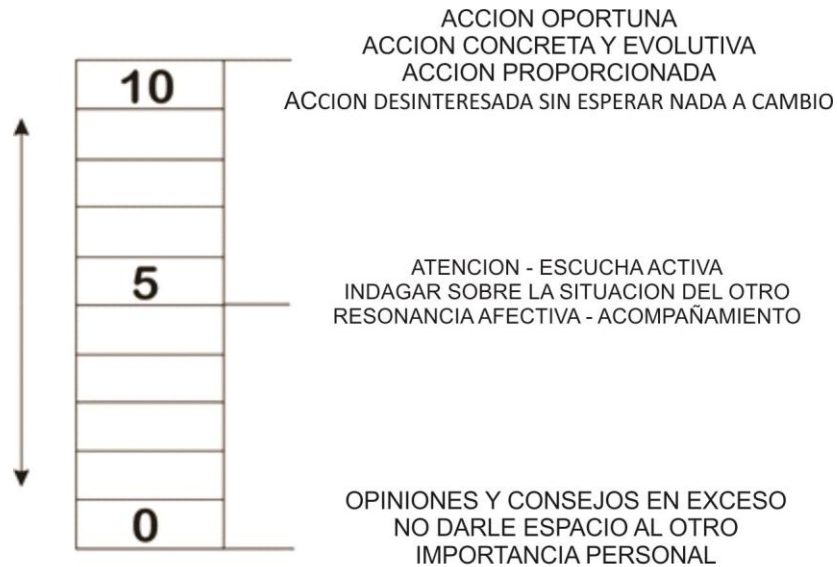 ACCION OPORTUNA
ACCION CONCRETA Y EVOLUTIVA
ACCION PROPORCIONADA
ACCION DESINTERESADA SIN ESPERAR NADA A CAMBIO
10
5
ATENCION - ESCUCHA ACTIVA
INDAGAR SOBRE LA SITUACION DEL OTRO
RESONANCIA AFECTIVA - ACOMPAÑAMIENTO
0
OPINIONES Y CONSEJOS EN EXCESO
NO DARLE ESPACIO AL OTRO
IMPORTANCIA PERSONAL